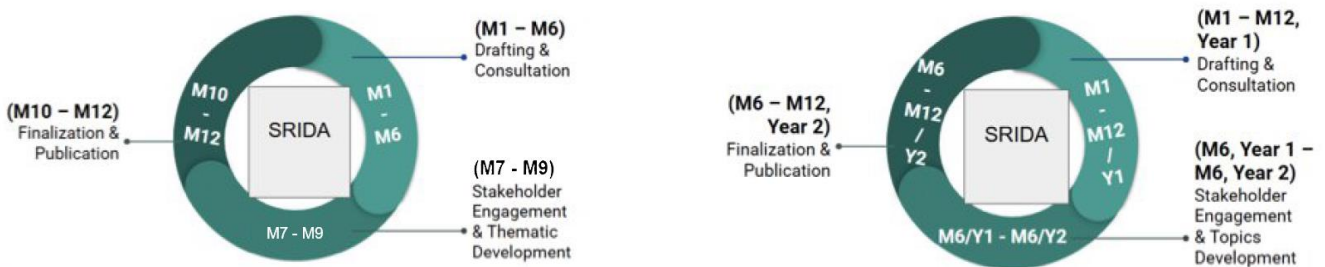 (M1 – M6)
Drafting &
Consultation
M10
-
M12
M1
-
M6
SRIDA
(M10 – M12)
Finalization &
Publication
(M7 - M9)
Stakeholder
Engagement
& Thematic
Development
M7 - M9
(M1 – M12,
Year 1)
Drafting &
Consultation
M6
-
M12
/
Y2
M1
-
M12
/
Y1
SRIDA
(M6 – M12,
Year 2)
Finalization &
Publication
(M6, Year 1 –
M6, Year 2)
Stakeholder
Engagement
& Topics
Development
M6/Y1 - M6/Y2